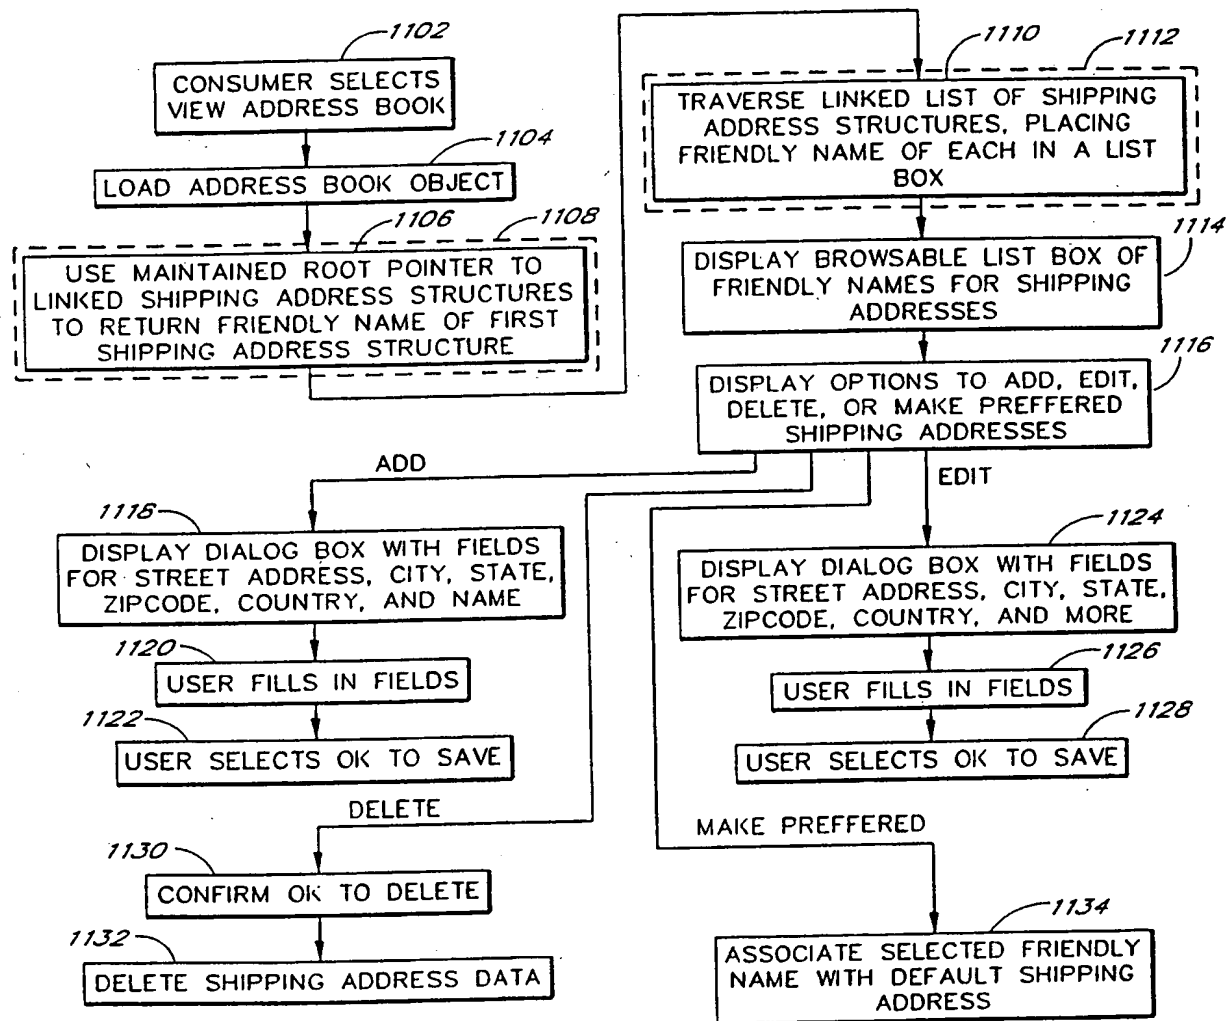 1102
CONSUMER SELECTS
VIEW ADDRESS BOOK
1104
LOAD ADDRESS BOOK OBJECT
1106
1108
USE MAINTAINED ROOT POINTER TO
LINKED SHIPPING ADDRESS STRUCTURES
TO RETURN FRIENDLY NAME OF FIRST
SHIPPING ADDRESS STRUCTURE
1110
1112
TRAVERSE LINKED LIST OF SHIPPING
ADDRESS STRUCTURES, PLACING
FRIENDLY NAME OF EACH IN A LIST
BOX
1114
DISPLAY BROWSABLE LIST BOX OF
FRIENDLY NAMES FOR SHIPPING
ADDRESSES
1116
DISPLAY OPTIONS TO ADD, EDIT,
DELETE, OR MAKE PREFFERED
SHIPPING ADDRESSES
ADD
1118
DISPLAY DIALOG BOX WITH FIELDS
FOR STREET ADDRESS, CITY, STATE,
ZIPCODE, COUNTRY, AND NAME
1120
USER FILLS IN FIELDS
1122
USER SELECTS OK TO SAVE
EDIT
1124
DISPLAY DIALOG BOX WITH FIELDS
FOR STREET ADDRESS, CITY, STATE,
ZIPCODE, COUNTRY, AND MORE
1126
USER FILLS IN FIELDS
1128
USER SELECTS OK TO SAVE
DELETE
1130
CONFIRM OK TO DELETE
1132
DELETE SHIPPING ADDRESS DATA
MAKE PREFFERED
1134
ASSOCIATE SELECTED FRIENDLY
NAME WITH DEFAULT SHIPPING
ADDRESS